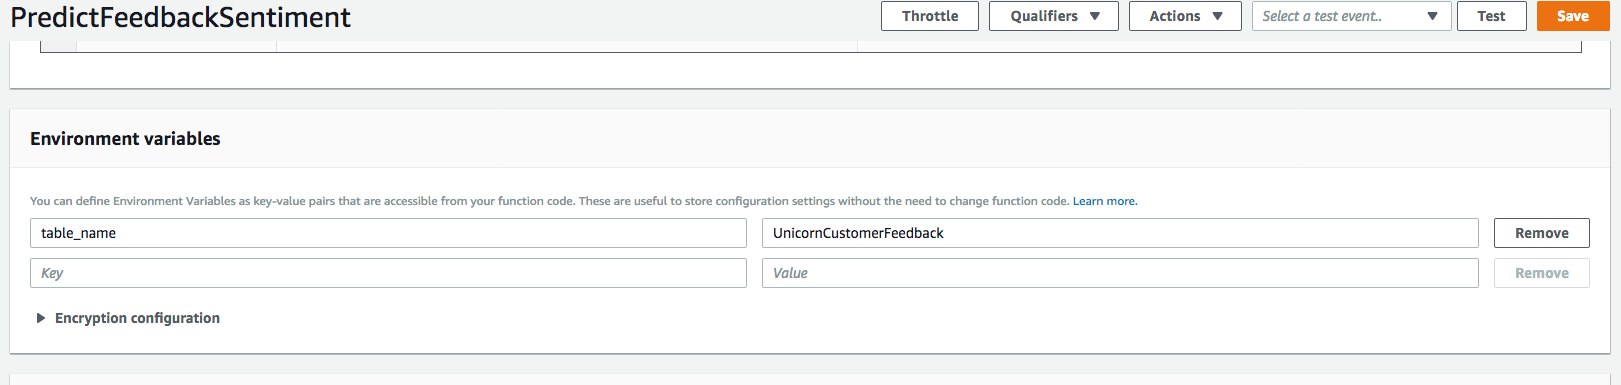 PredictFeedbackSentiment
Throttle
Qualifiers
Actions
Select a test event..
Test
Save
Environment variables
You can define Environment Variables as key-value pairs that are accessible from your function code. These are useful to store configuration settings without the need to change function code. Learn more.
table_name
UnicornCustomerFeedback
Remove
Key
Value
Remove
Encryption configuration